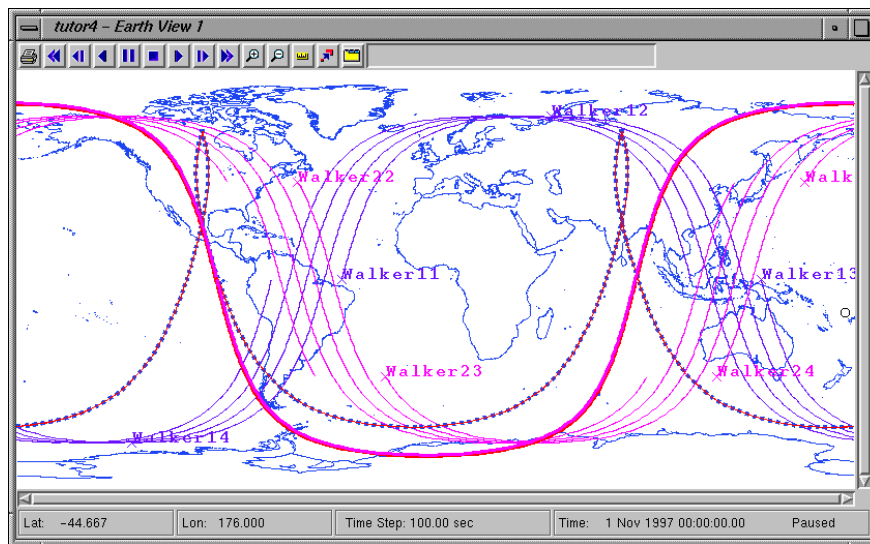 tutor4 – Earth View 1
Walker12
Walker22
Walk
Walker11
Walker13
Walker23
Walker24
Walker14
Lat: -44.667
Lon: 176.000
Time Step: 100.00 sec
Time: 1 Nov 1997 00:00:00.00
Paused